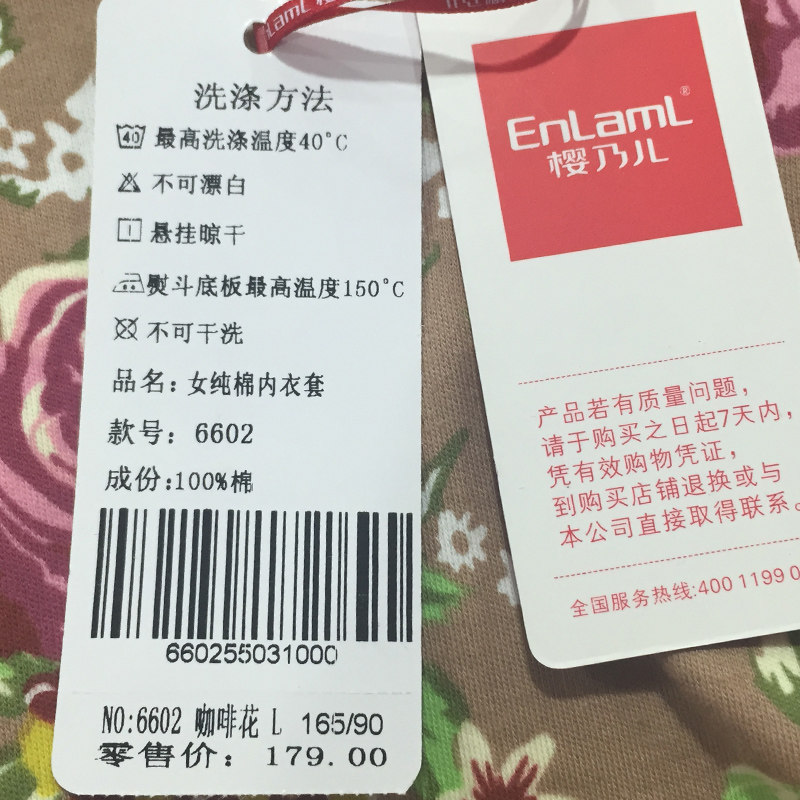 洗涤方法
40 最高洗涤温度40°C
不可漂白
悬挂晾干
熨斗底板最高温度150°C
不可干洗
品名: 女纯棉内衣套
款号: 6602
成份:100%棉
660255031000
NO:6602 咖啡花 L 165/90
零售价: 179.00
EnLamL®
樱乃儿
产品若有质量问题，
请于购买之日起7天内，
凭有效购物凭证，
到购买店铺退换或与
本公司直接取得联系。
全国服务热线:400 1199 0